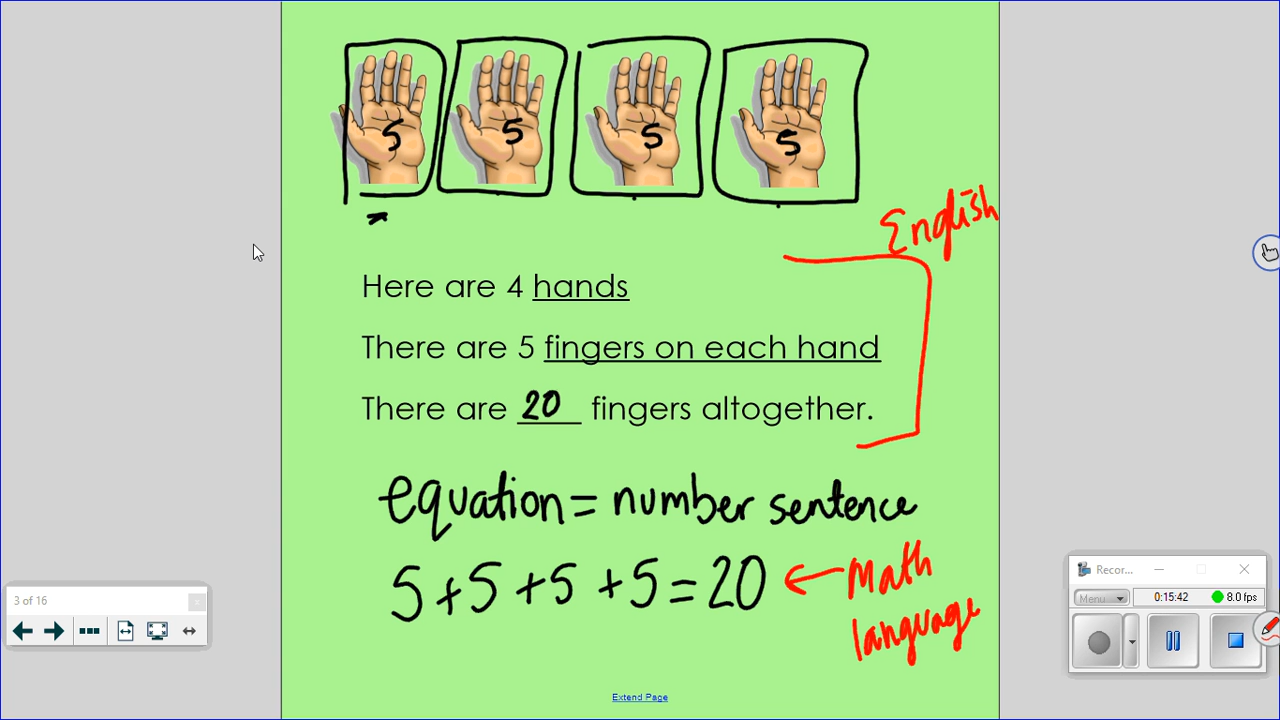 5 5 5 5
English
Here are 4 hands
There are 5 fingers on each hand
There are 20 fingers altogether.
equation = number sentence
5 + 5 + 5 + 5 = 20 ← Math
language
Extend Page
3 of 16
x
Recor...
Menu
0:15:42
8.0 fps